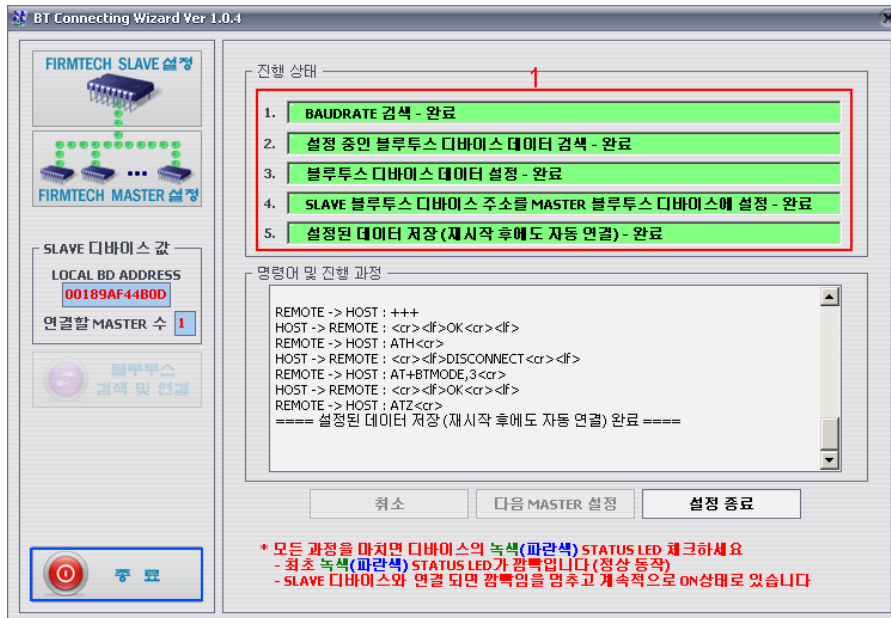 BT Connecting Wizard Ver 1.0.4
FIRMTECH SLAVE 설정
FIRMTECH MASTER 설정
SLAVE 디바이스 값
LOCAL BD ADDRESS
00189AF44B0D
연결할 MASTER 수 1
블루투스
검색 및 연결
종 료
진행 상태
1
1. BAUDRATE 검색 - 완료
2. 설정 중인 블루투스 디바이스 데이터 검색 - 완료
3. 블루투스 디바이스 데이터 설정 - 완료
4. SLAVE 블루투스 디바이스 주소를 MASTER 블루투스 디바이스에 설정 - 완료
5. 설정된 데이터 저장 (재시작 후에도 자동 연결) - 완료
명령어 및 진행 과정
REMOTE -> HOST : +++
HOST -> REMOTE : <cr><lf>OK<cr><lf>
REMOTE -> HOST : ATH<cr>
HOST -> REMOTE : <cr><lf>DISCONNECT<cr><lf>
REMOTE -> HOST : AT+BTMODE,3<cr>
HOST -> REMOTE : <cr><lf>OK<cr><lf>
REMOTE -> HOST : ATZ<cr>
==== 설정된 데이터 저장 (재시작 후에도 자동 연결) 완료 ====
취소
다음 MASTER 설정
설정 종료
* 모든 과정을 마치면 디바이스의 녹색(파란색) STATUS LED 체크하세요
- 최초 녹색(파란색) STATUS LED가 깜빡입니다 (정상 동작)
- SLAVE 디바이스와 연결 되면 깜빡임을 멈추고 계속적으로 ON상태로 있습니다